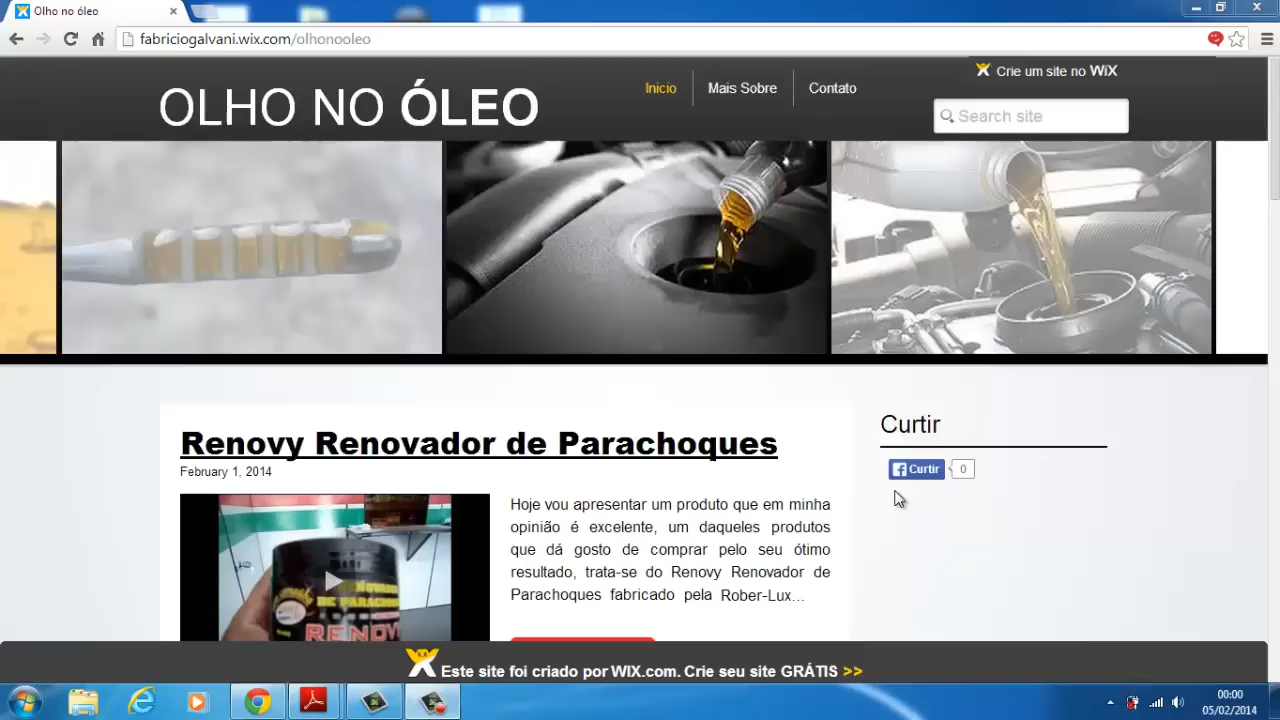 Olho no óleo
fabriciogalvani.wix.com/olhonooleo
Crie um site no WiX
OLHO NO ÓLEO
Inicio
Mais Sobre
Contato
Search site
Renovy Renovador de Parachoques
February 1, 2014
Hoje vou apresentar um produto que em minha
opinião é excelente, um daqueles produtos
que dá gosto de comprar pelo seu ótimo
resultado, trata-se do Renovy Renovador de
Parachoques fabricado pela Rober-Lux...
DE PARACHO
RENOV
Curtir
Curtir
0
Este site foi criado por WIX.com. Crie seu site GRÁTIS >>
00:00
05/02/2014